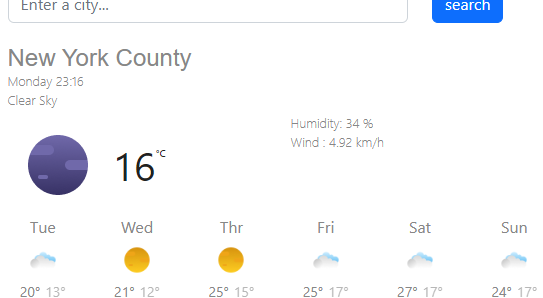 Enter a city... search
New York County
Monday 23:16
Clear Sky
Humidity: 34 %
Wind : 4.92 km/h
16°C
Tue Wed Thr Fri Sat Sun
20° 13° 21° 12° 25° 15° 25° 17° 27° 17° 24° 17°